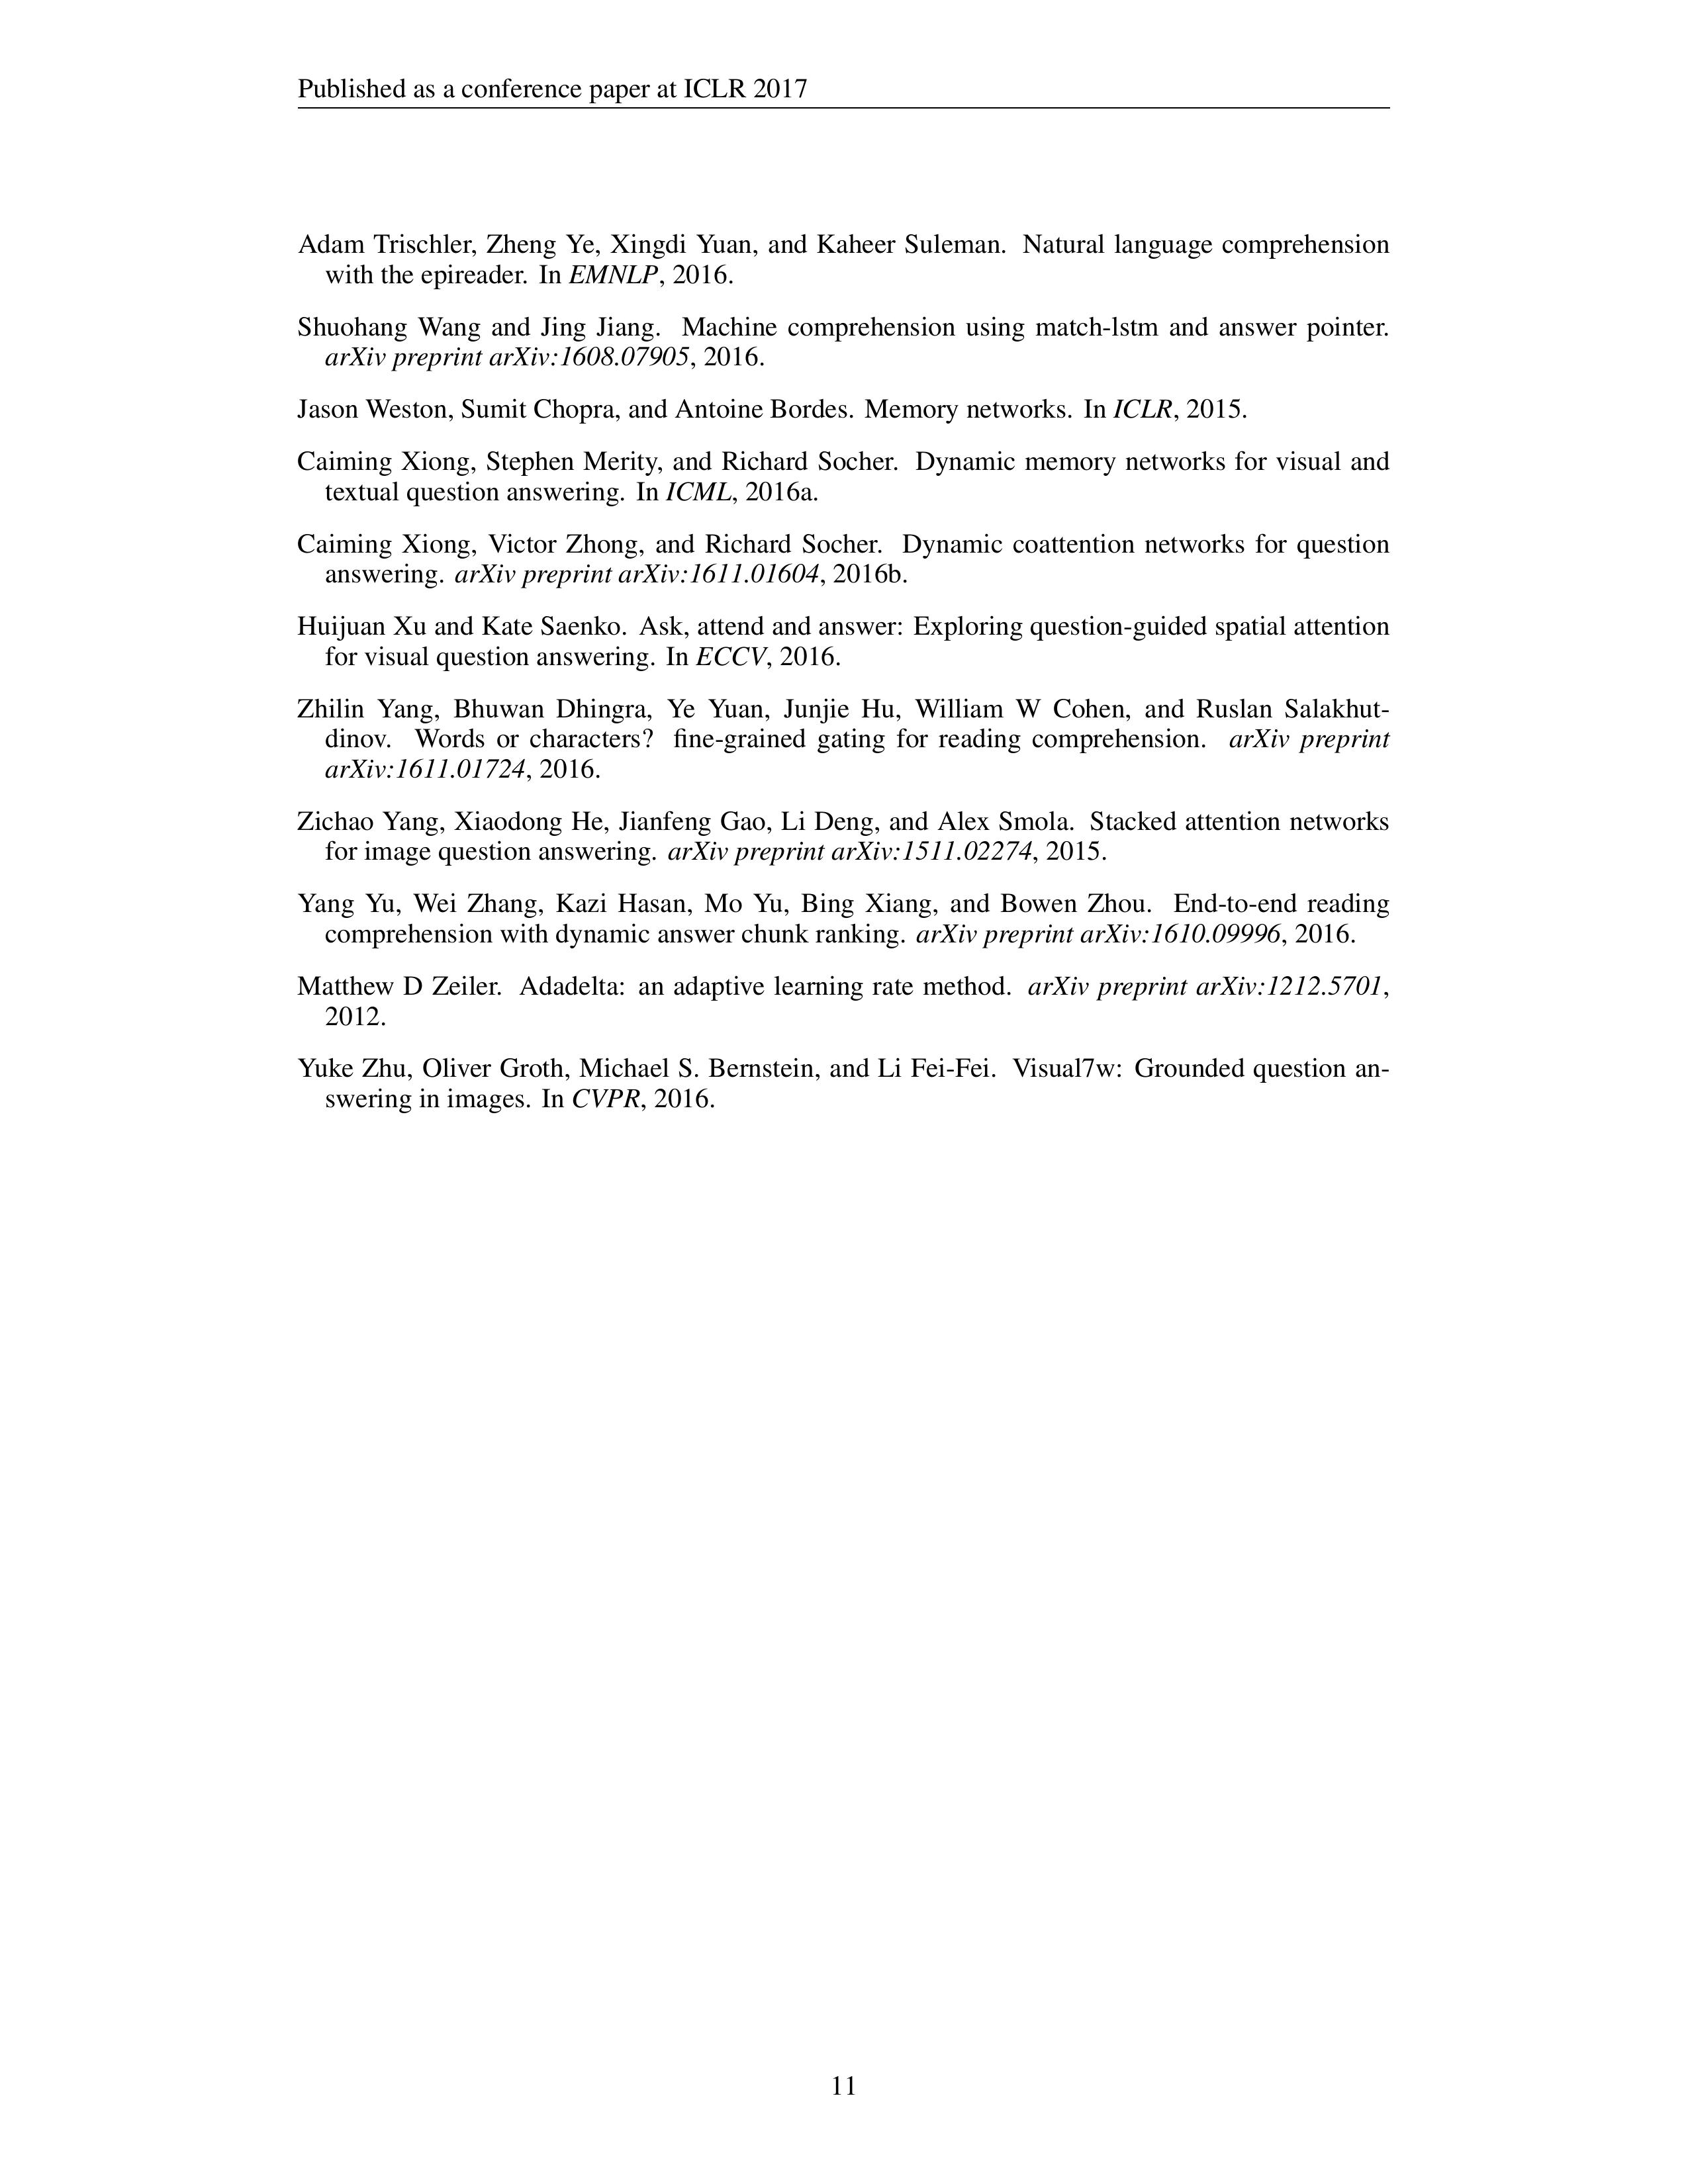 Published as a conference paper at ICLR 2017
Adam Trischler, Zheng Ye, Xingdi Yuan, and Kaheer Suleman. Natural language comprehension
with the epireader. In EMNLP, 2016.
Shuohang Wang and Jing Jiang. Machine comprehension using match-lstm and answer pointer.
arXiv preprint arXiv:1608.07905, 2016.
Jason Weston, Sumit Chopra, and Antoine Bordes. Memory networks. In ICLR, 2015.
Caiming Xiong, Stephen Merity, and Richard Socher. Dynamic memory networks for visual and
textual question answering. In ICML, 2016a.
Caiming Xiong, Victor Zhong, and Richard Socher. Dynamic coattention networks for question
answering. arXiv preprint arXiv:1611.01604, 2016b.
Huijuan Xu and Kate Saenko. Ask, attend and answer: Exploring question-guided spatial attention
for visual question answering. In ECCV, 2016.
Zhilin Yang, Bhuwan Dhingra, Ye Yuan, Junjie Hu, William W Cohen, and Ruslan Salakhut-
dinov. Words or characters? fine-grained gating for reading comprehension. arXiv preprint
arXiv:1611.01724, 2016.
Zichao Yang, Xiaodong He, Jianfeng Gao, Li Deng, and Alex Smola. Stacked attention networks
for image question answering. arXiv preprint arXiv:1511.02274, 2015.
Yang Yu, Wei Zhang, Kazi Hasan, Mo Yu, Bing Xiang, and Bowen Zhou. End-to-end reading
comprehension with dynamic answer chunk ranking. arXiv preprint arXiv:1610.09996, 2016.
Matthew D Zeiler. Adadelta: an adaptive learning rate method. arXiv preprint arXiv:1212.5701,
2012.
Yuke Zhu, Oliver Groth, Michael S. Bernstein, and Li Fei-Fei. Visual7w: Grounded question an-
swering in images. In CVPR, 2016.
11